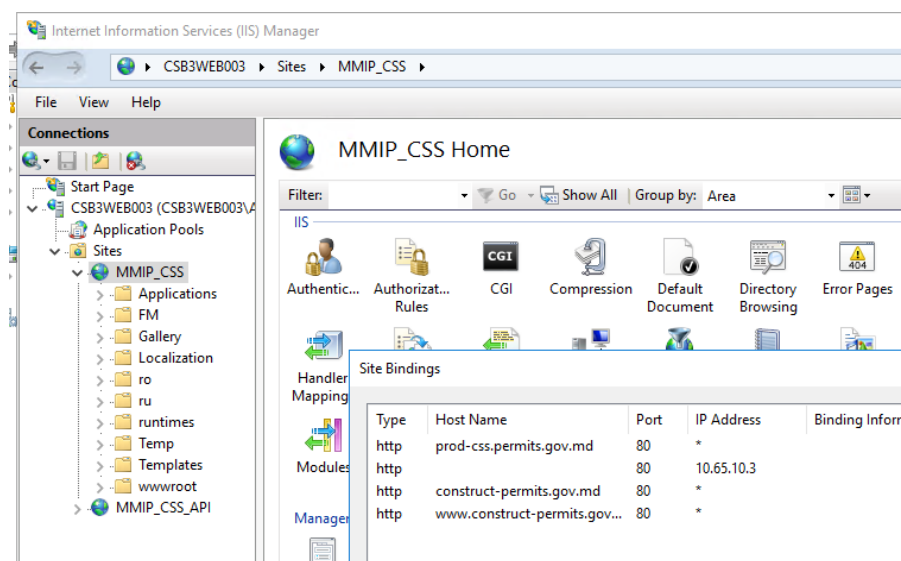 Internet Information Services (IIS) Manager
CSB3WEB003 Sites MMIP_CSS
File View Help
Connections
Start Page
CSB3WEB003 (CSB3WEB003\A
Application Pools
Sites
MMIP_CSS
Applications
FM
Gallery
Localization
ro
ru
runtimes
Temp
Templates
wwwroot
MMIP_CSS_API
MMIP_CSS Home
Filter: Go Show All Group by: Area
IIS
CGI
404
Authentic... Authorizat... Rules CGI Compression Default Document Directory Browsing Error Pages
Handler Mapping
Modules
Manager
Site Bindings
Type Host Name Port IP Address Binding Inforr
http prod-css.permits.gov.md 80 *
http 80 10.65.10.3
http construct-permits.gov.md 80 *
http www.construct-permits.gov... 80 *